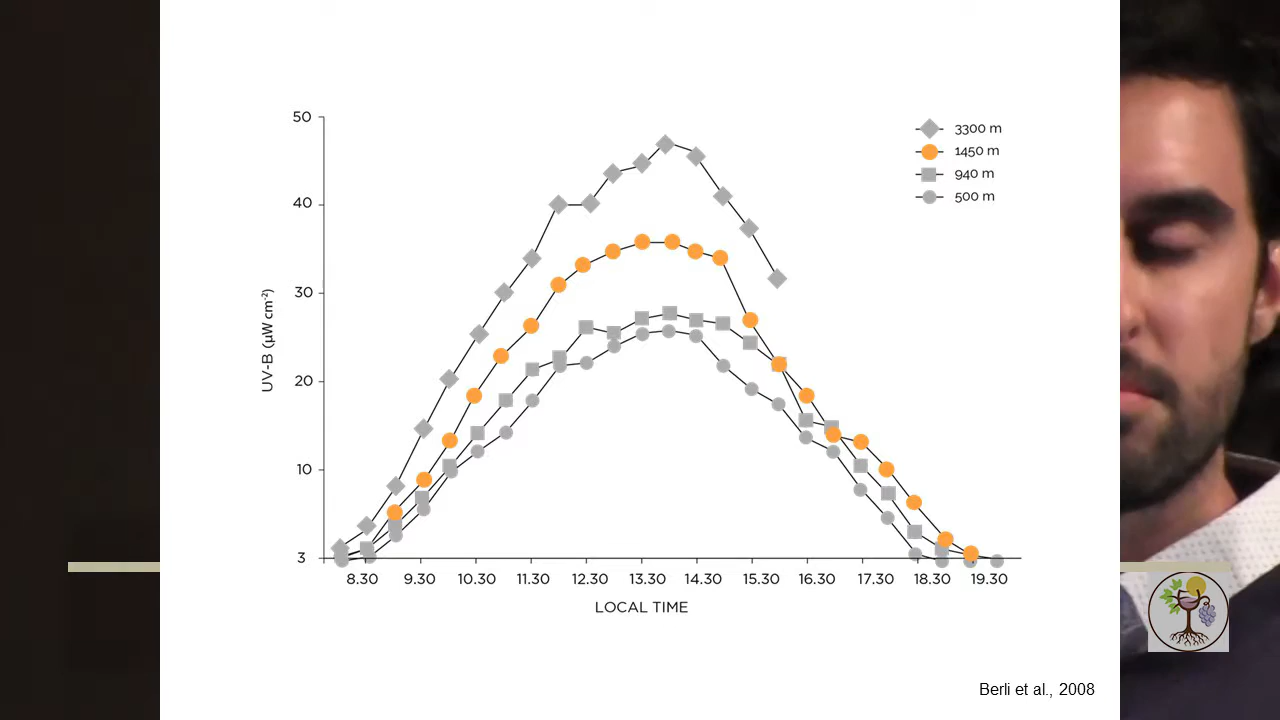 50
40
30
20
10
3
UV-B (µW cm⁻²)
8.30 9.30 10.30 11.30 12.30 13.30 14.30 15.30 16.30 17.30 18.30 19.30
LOCAL TIME
3300 m
1450 m
940 m
500 m
Berli et al., 2008